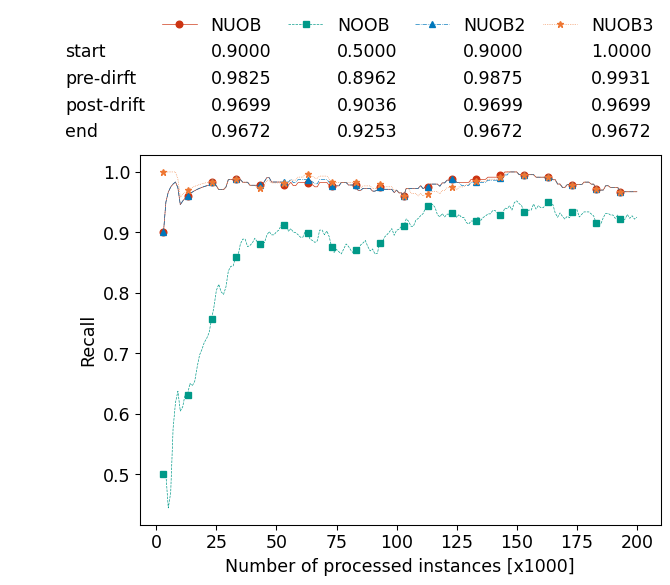 NUOB NOOB NUOB2 NUOB3
start 0.9000 0.5000 0.9000 1.0000
pre-dirft 0.9825 0.8962 0.9875 0.9931
post-drift 0.9699 0.9036 0.9699 0.9699
end 0.9672 0.9253 0.9672 0.9672
1.0
0.9
0.8
0.7
0.6
0.5
Recall
0 25 50 75 100 125 150 175 200
Number of processed instances [x1000]